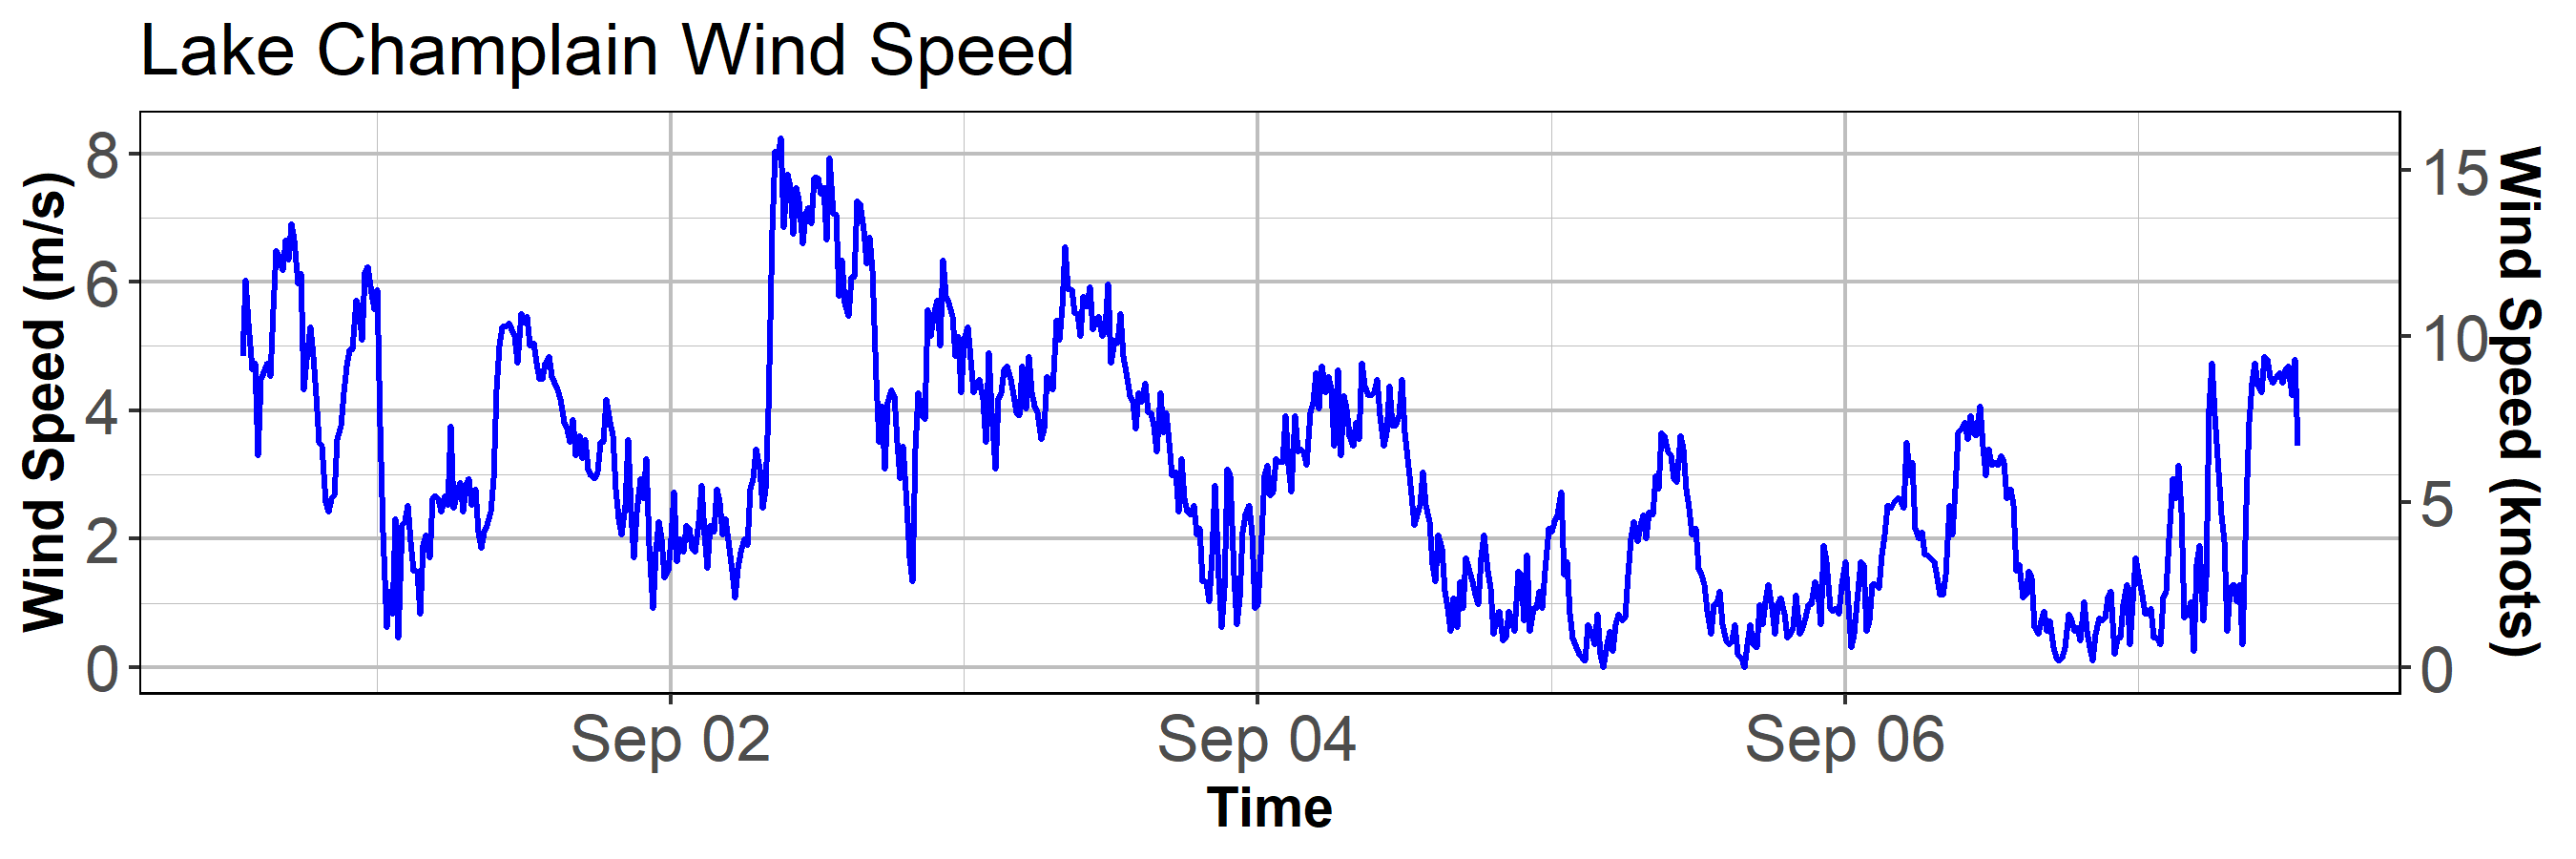 Lake Champlain Wind Speed
Wind Speed (m/s)
8
6
4
2
0
15
10
5
0
Wind Speed (knots)
Sep 02
Sep 04
Sep 06
Time